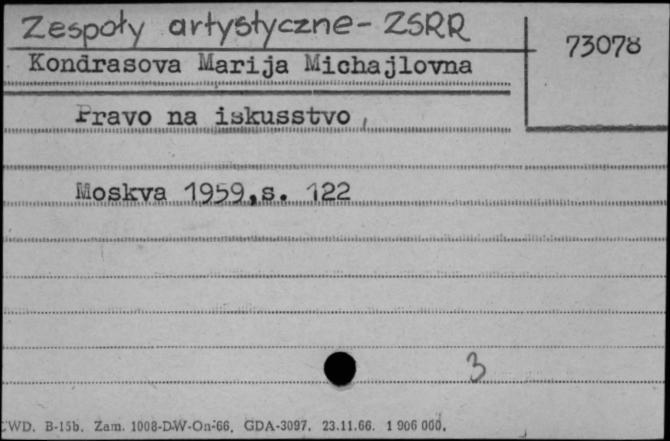 Zespoły artystyczne - ZSRR
73078
Kondrasova Marija Michajlovna
Pravo na iskusstvo,
Moskva 1959,s. 122
3
CWD. B-15b. Zam. 1008-DW-On-66. GDA-3097. 23.11.66. 1 906 000.